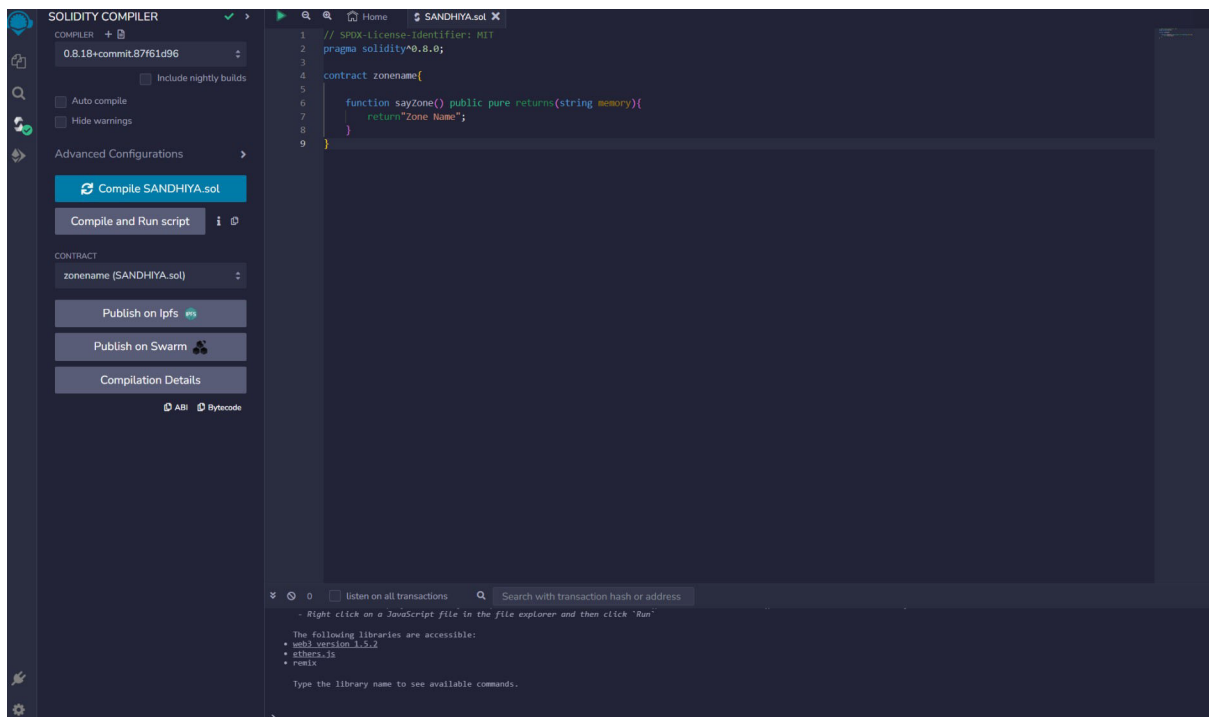 SOLIDITY COMPILER
COMPILER
0.8.18+commit.87f61d96
Include nightly builds
Auto compile
Hide warnings
Advanced Configurations
Compile SANDHIYA.sol
Compile and Run script
CONTRACT
zonename (SANDHIYA.sol)
Publish on Ipfs
Publish on Swarm
Compilation Details
ABI Bytecode
Home SANDHIYA.sol
1 // SPDX-License-Identifier: MIT
2 pragma solidity^0.8.0;
3
4 contract zonename{
5
6 function sayZone() public pure returns(string memory){
7 return"Zone Name";
8 }
9 }
0 listen on all transactions Search with transaction hash or address
- Right click on a JavaScript file in the file explorer and then click `Run`
The following libraries are accessible:
• web3 version 1.5.2
• ethers.js
• remix
Type the library name to see available commands.
>